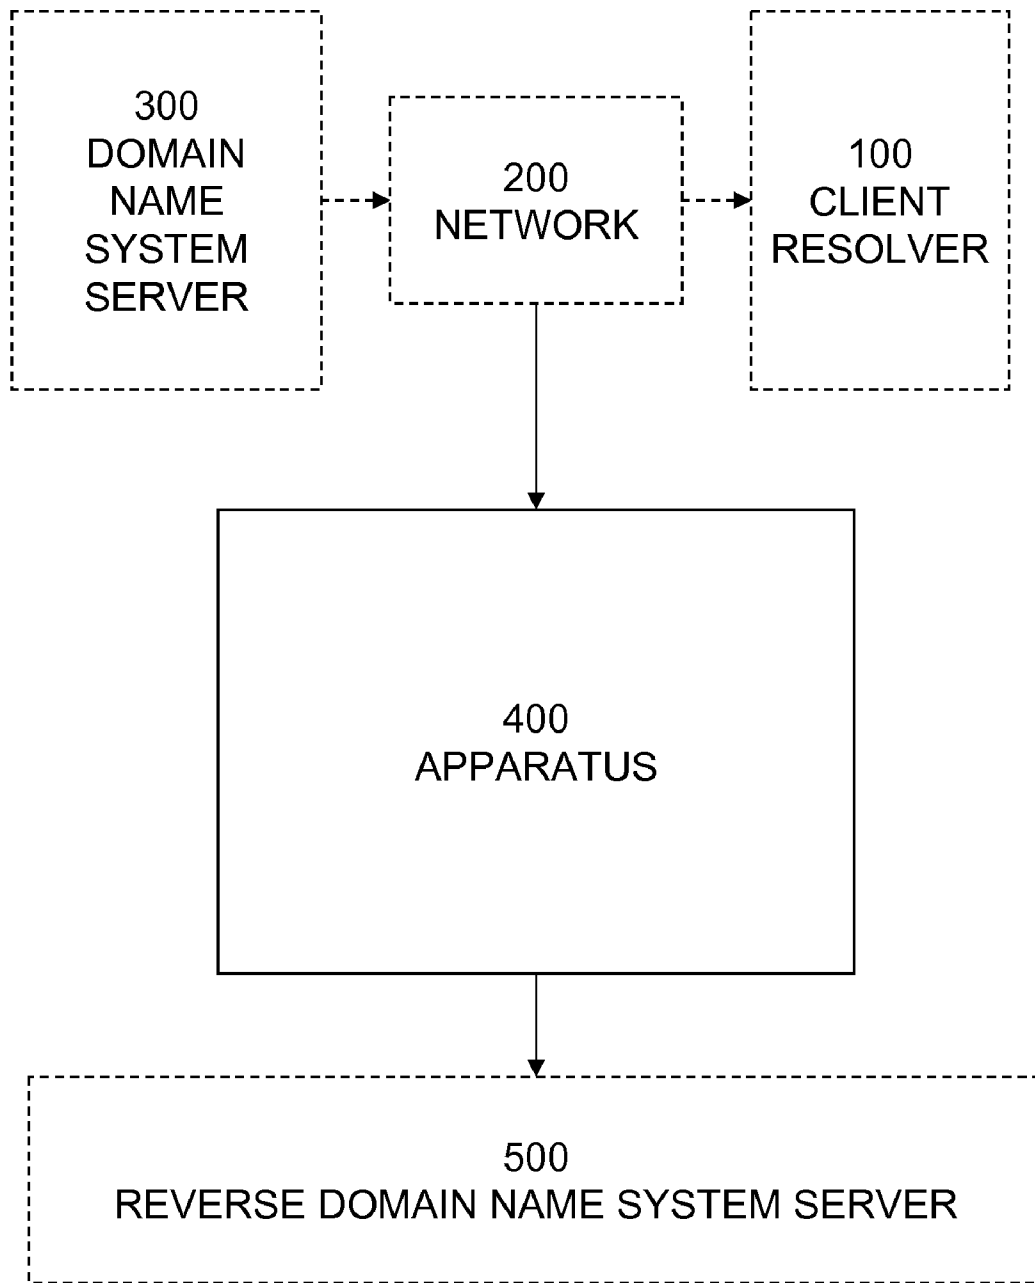 300
DOMAIN
NAME
SYSTEM
SERVER
200
NETWORK
100
CLIENT
RESOLVER
400
APPARATUS
500
REVERSE DOMAIN NAME SYSTEM SERVER